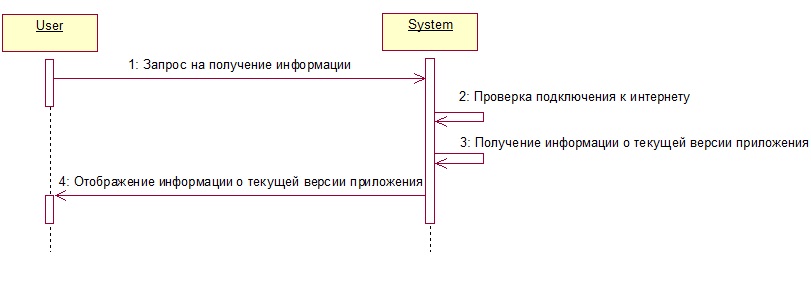 User
System
1: Запрос на получение информации
2: Проверка подключения к интернету
3: Получение информации о текущей версии приложения
4: Отображение информации о текущей версии приложения